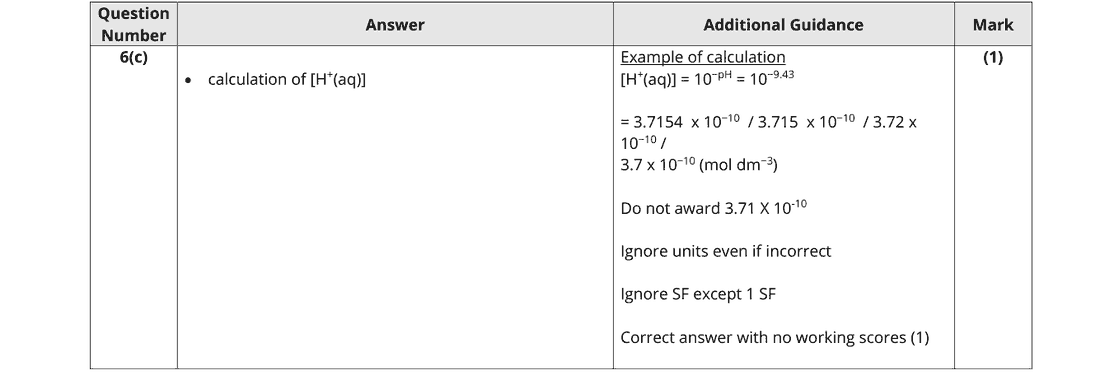 Question Number
Answer
Additional Guidance
Mark
6(c)
• calculation of [H⁺(aq)]
Example of calculation
[H⁺(aq)] = 10⁻ᵖᴴ = 10⁻⁹·⁴³
= 3.7154 x 10⁻¹⁰ / 3.715 x 10⁻¹⁰ / 3.72 x
10⁻¹⁰ /
3.7 x 10⁻¹⁰ (mol dm⁻³)
Do not award 3.71 X 10⁻¹⁰
Ignore units even if incorrect
Ignore SF except 1 SF
Correct answer with no working scores (1)
(1)